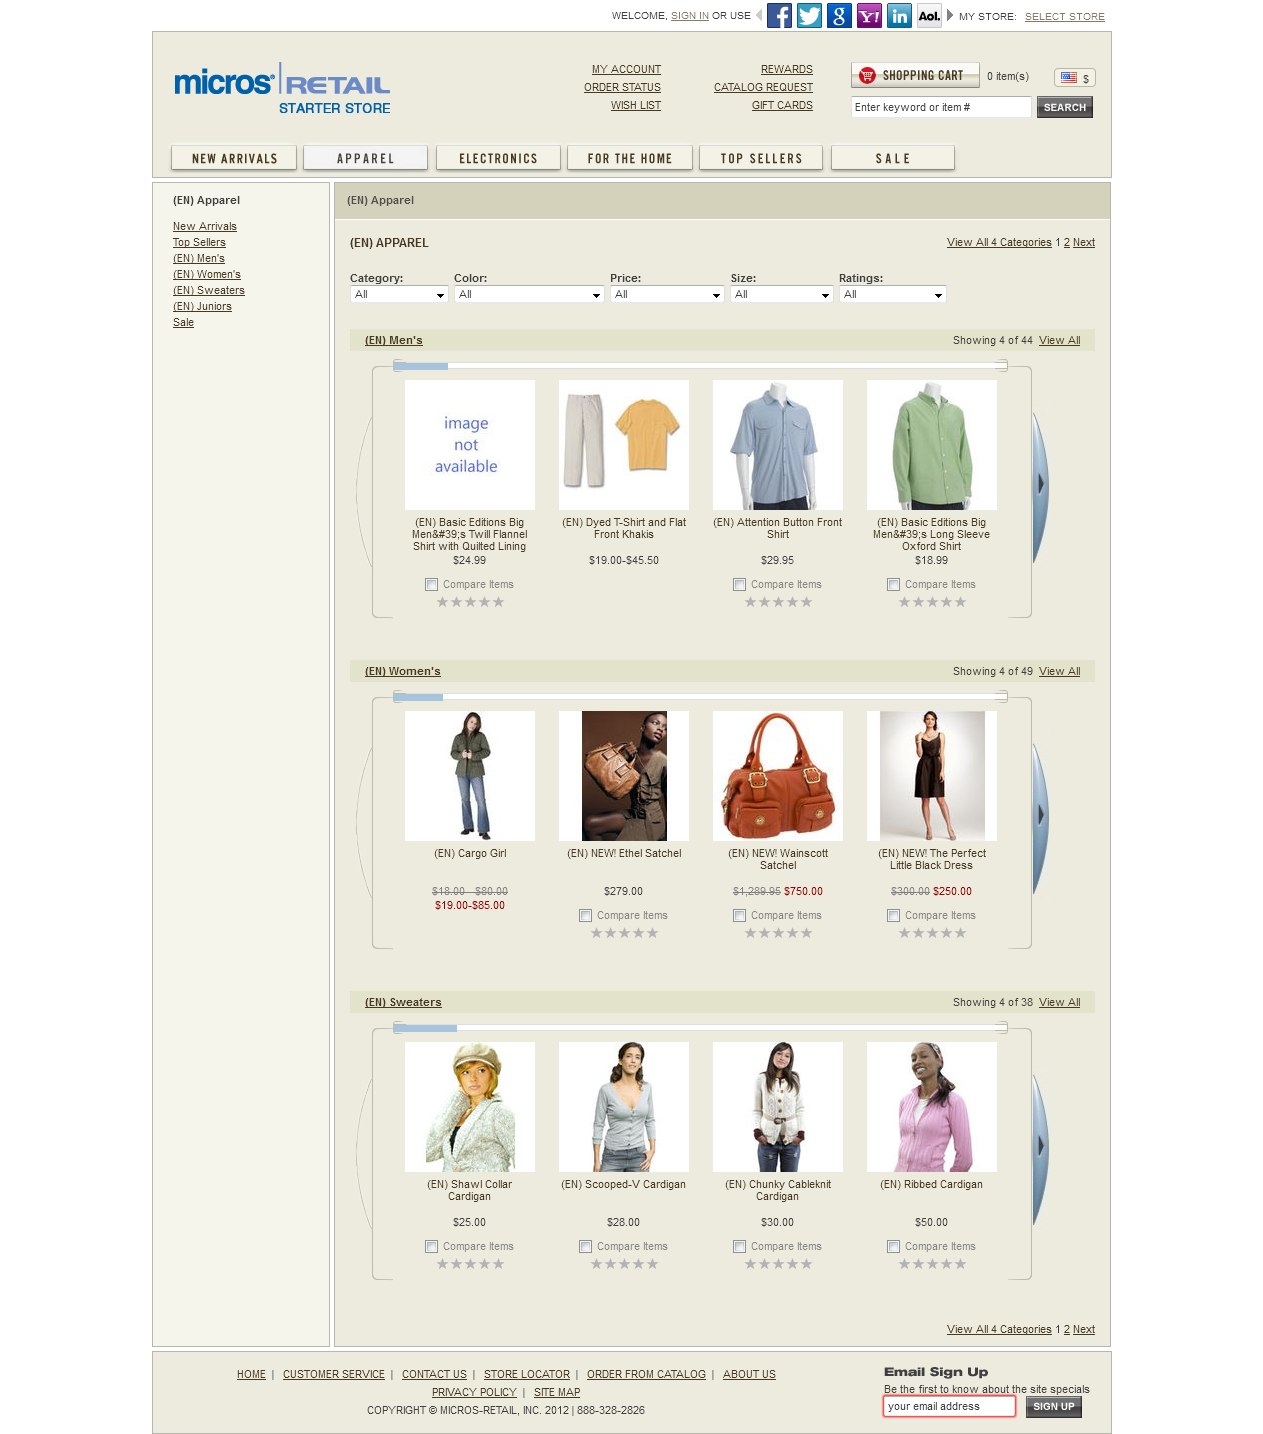 WELCOME, SIGN IN OR USE
Aol.
MY STORE: SELECT STORE
micros RETAIL
STARTER STORE
MY ACCOUNT
ORDER STATUS
WISH LIST
REWARDS
CATALOG REQUEST
GIFT CARDS
SHOPPING CART
0 item(s)
$
Enter keyword or item #
SEARCH
NEW ARRIVALS
APPAREL
ELECTRONICS
FOR THE HOME
TOP SELLERS
SALE
(EN) Apparel
New Arrivals
Top Sellers
(EN) Men's
(EN) Women's
(EN) Sweaters
(EN) Juniors
Sale
(EN) Apparel
(EN) APPAREL
View All 4 Categories 1 2 Next
Category: Color: Price: Size: Ratings:
All All All All All
(EN) Men's
Showing 4 of 44 View All
image
not
available
(EN) Basic Editions Big
Men&#39;s Twill Flannel
Shirt with Quilted Lining
$24.99
Compare Items
(EN) Dyed T-Shirt and Flat
Front Khakis
$19.00-$45.50
(EN) Attention Button Front
Shirt
$29.95
Compare Items
(EN) Basic Editions Big
Men&#39;s Long Sleeve
Oxford Shirt
$18.99
Compare Items
(EN) Women's
Showing 4 of 49 View All
(EN) Cargo Girl
$18.00 - $80.00
$19.00-$85.00
(EN) NEW! Ethel Satchel
$279.00
Compare Items
(EN) NEW! Wainscott
Satchel
$1,289.95 $750.00
Compare Items
(EN) NEW! The Perfect
Little Black Dress
$300.00 $250.00
Compare Items
(EN) Sweaters
Showing 4 of 38 View All
(EN) Shawl Collar
Cardigan
$25.00
Compare Items
(EN) Scooped-V Cardigan
$28.00
Compare Items
(EN) Chunky Cableknit
Cardigan
$30.00
Compare Items
(EN) Ribbed Cardigan
$50.00
Compare Items
View All 4 Categories 1 2 Next
HOME | CUSTOMER SERVICE | CONTACT US | STORE LOCATOR | ORDER FROM CATALOG | ABOUT US
PRIVACY POLICY | SITE MAP
COPYRIGHT © MICROS-RETAIL, INC. 2012 | 888-328-2826
Email Sign Up
Be the first to know about the site specials
your email address
SIGN UP